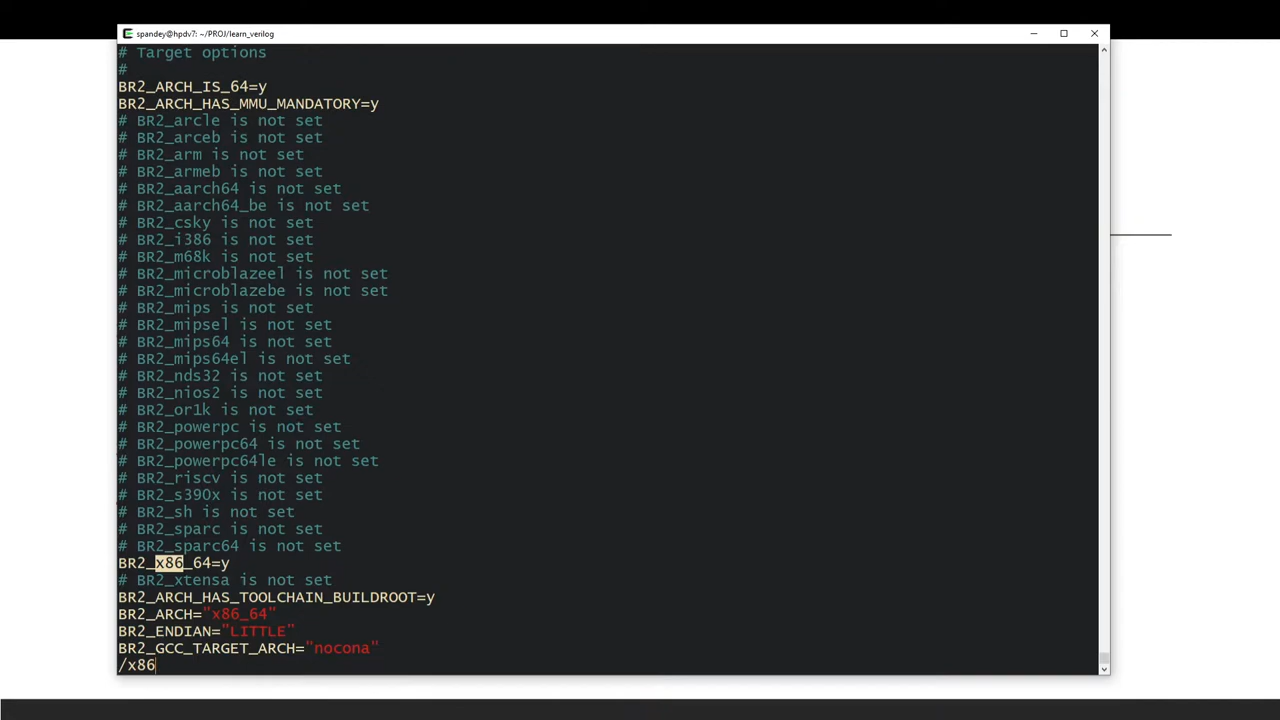 spandey@hpdv7: ~/PROJ/learn_verilog
# Target options
#
BR2_ARCH_IS_64=y
BR2_ARCH_HAS_MMU_MANDATORY=y
# BR2_arcle is not set
# BR2_arceb is not set
# BR2_arm is not set
# BR2_armeb is not set
# BR2_aarch64 is not set
# BR2_aarch64_be is not set
# BR2_csky is not set
# BR2_i386 is not set
# BR2_m68k is not set
# BR2_microblazeel is not set
# BR2_microblazebe is not set
# BR2_mips is not set
# BR2_mipsel is not set
# BR2_mips64 is not set
# BR2_mips64el is not set
# BR2_nds32 is not set
# BR2_nios2 is not set
# BR2_or1k is not set
# BR2_powerpc is not set
# BR2_powerpc64 is not set
# BR2_powerpc64le is not set
# BR2_riscv is not set
# BR2_s390x is not set
# BR2_sh is not set
# BR2_sparc is not set
# BR2_sparc64 is not set
BR2_x86_64=y
# BR2_xtensa is not set
BR2_ARCH_HAS_TOOLCHAIN_BUILDROOT=y
BR2_ARCH="x86_64"
BR2_ENDIAN="LITTLE"
BR2_GCC_TARGET_ARCH="nocona"
/x86